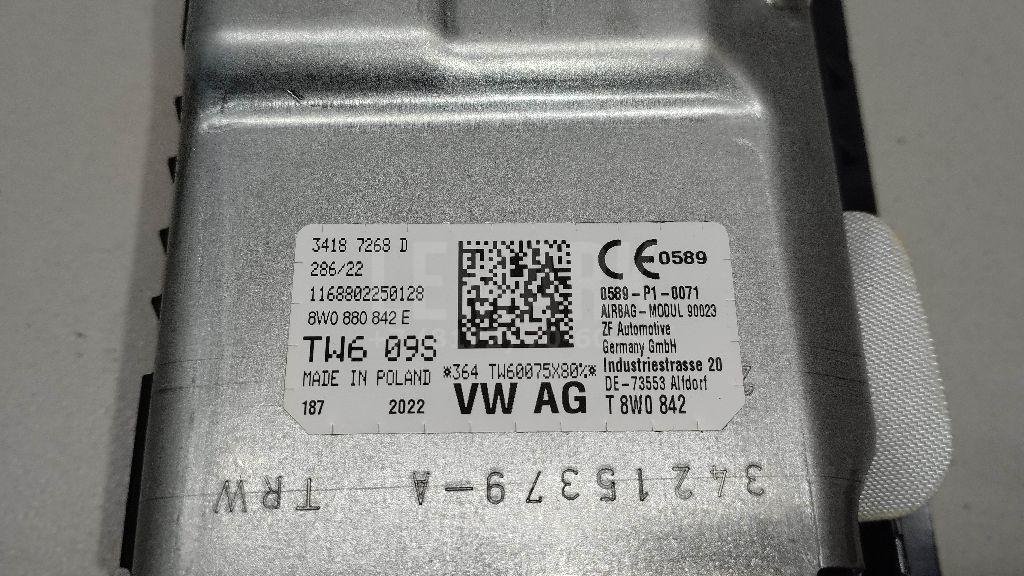 3418 7268 D
286/22
1168802250128
8W0 880 842 E
TW6 09S
MADE IN POLAND
187 2022
*364 TW60075X80%*
VW AG
CE 0589
0589-P1-0071
AIRBAG-MODUL 90023
ZF Automotive
Germany GmbH
Industriestrasse 20
DE-73553 Alfdorf
T 8W0 842
34215379-A TRW